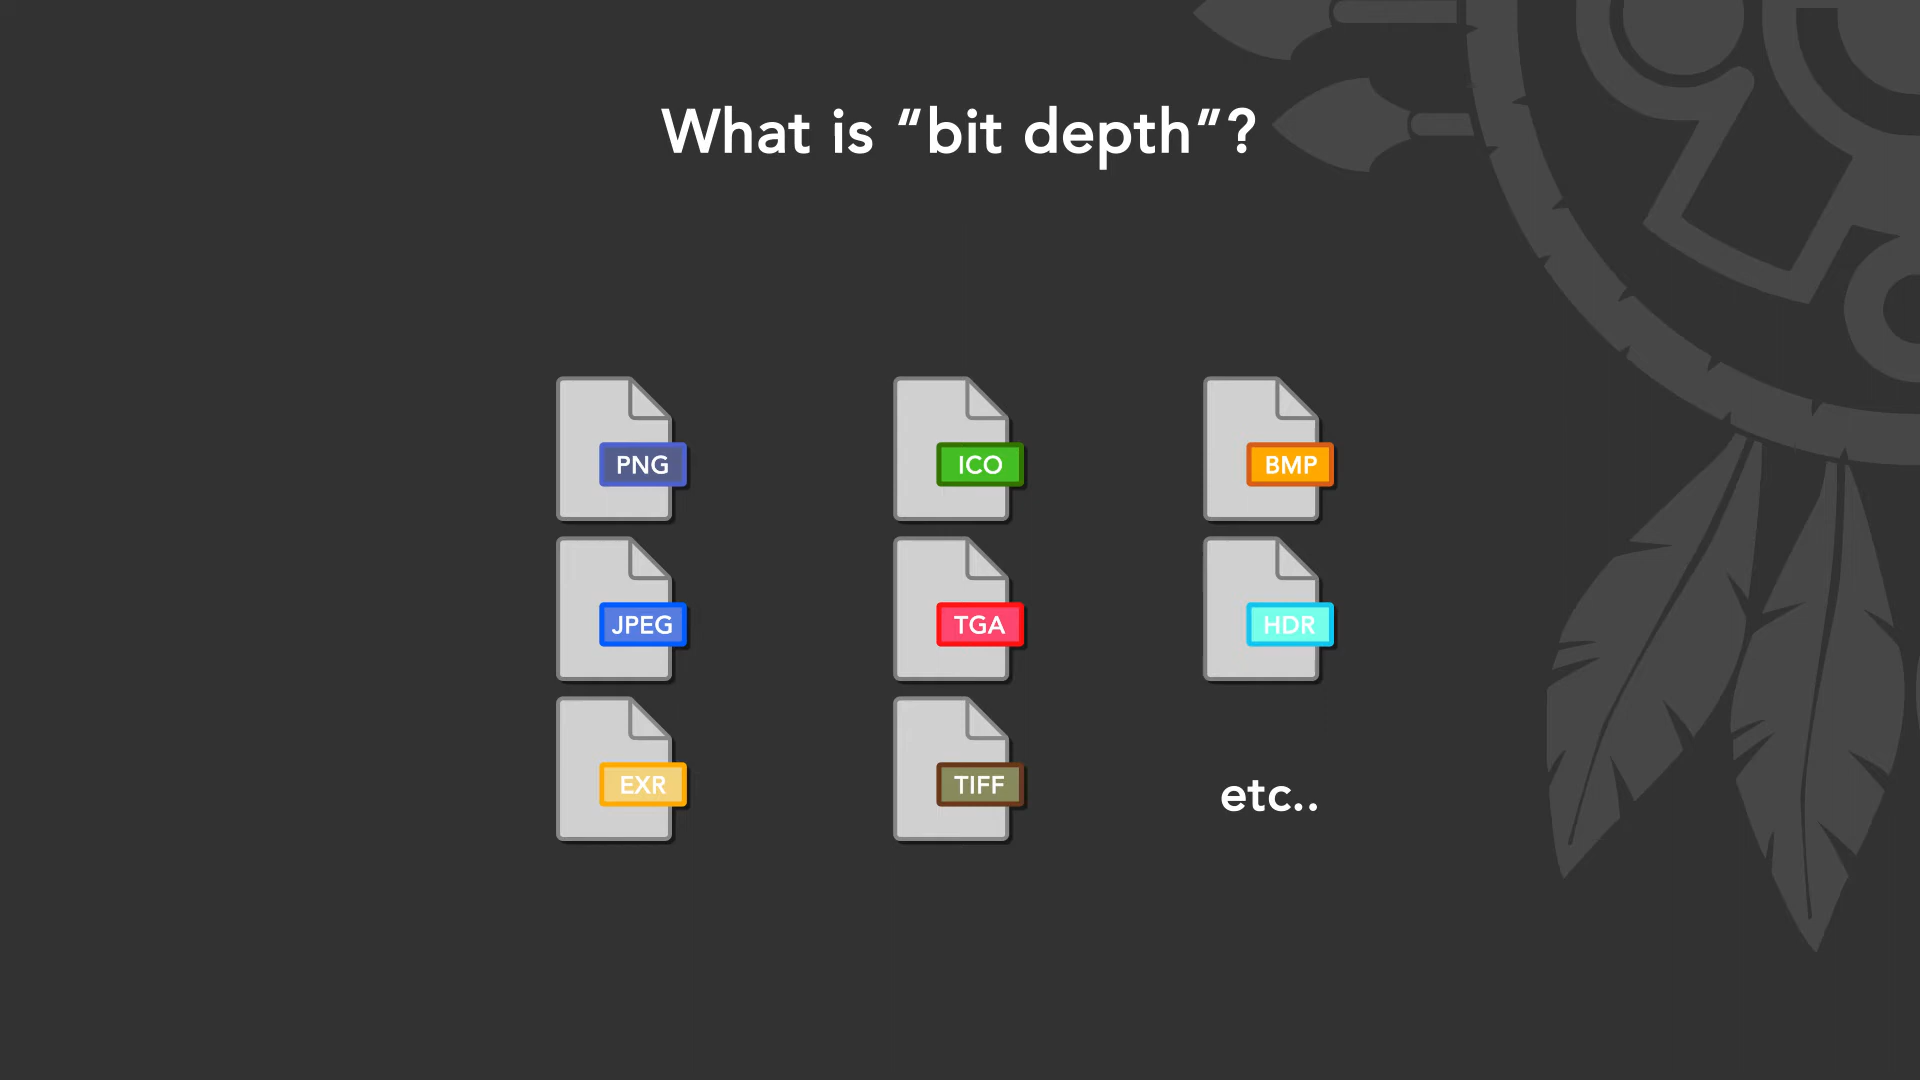 What is “bit depth”?
PNG
ICO
BMP
JPEG
TGA
HDR
EXR
TIFF
etc..